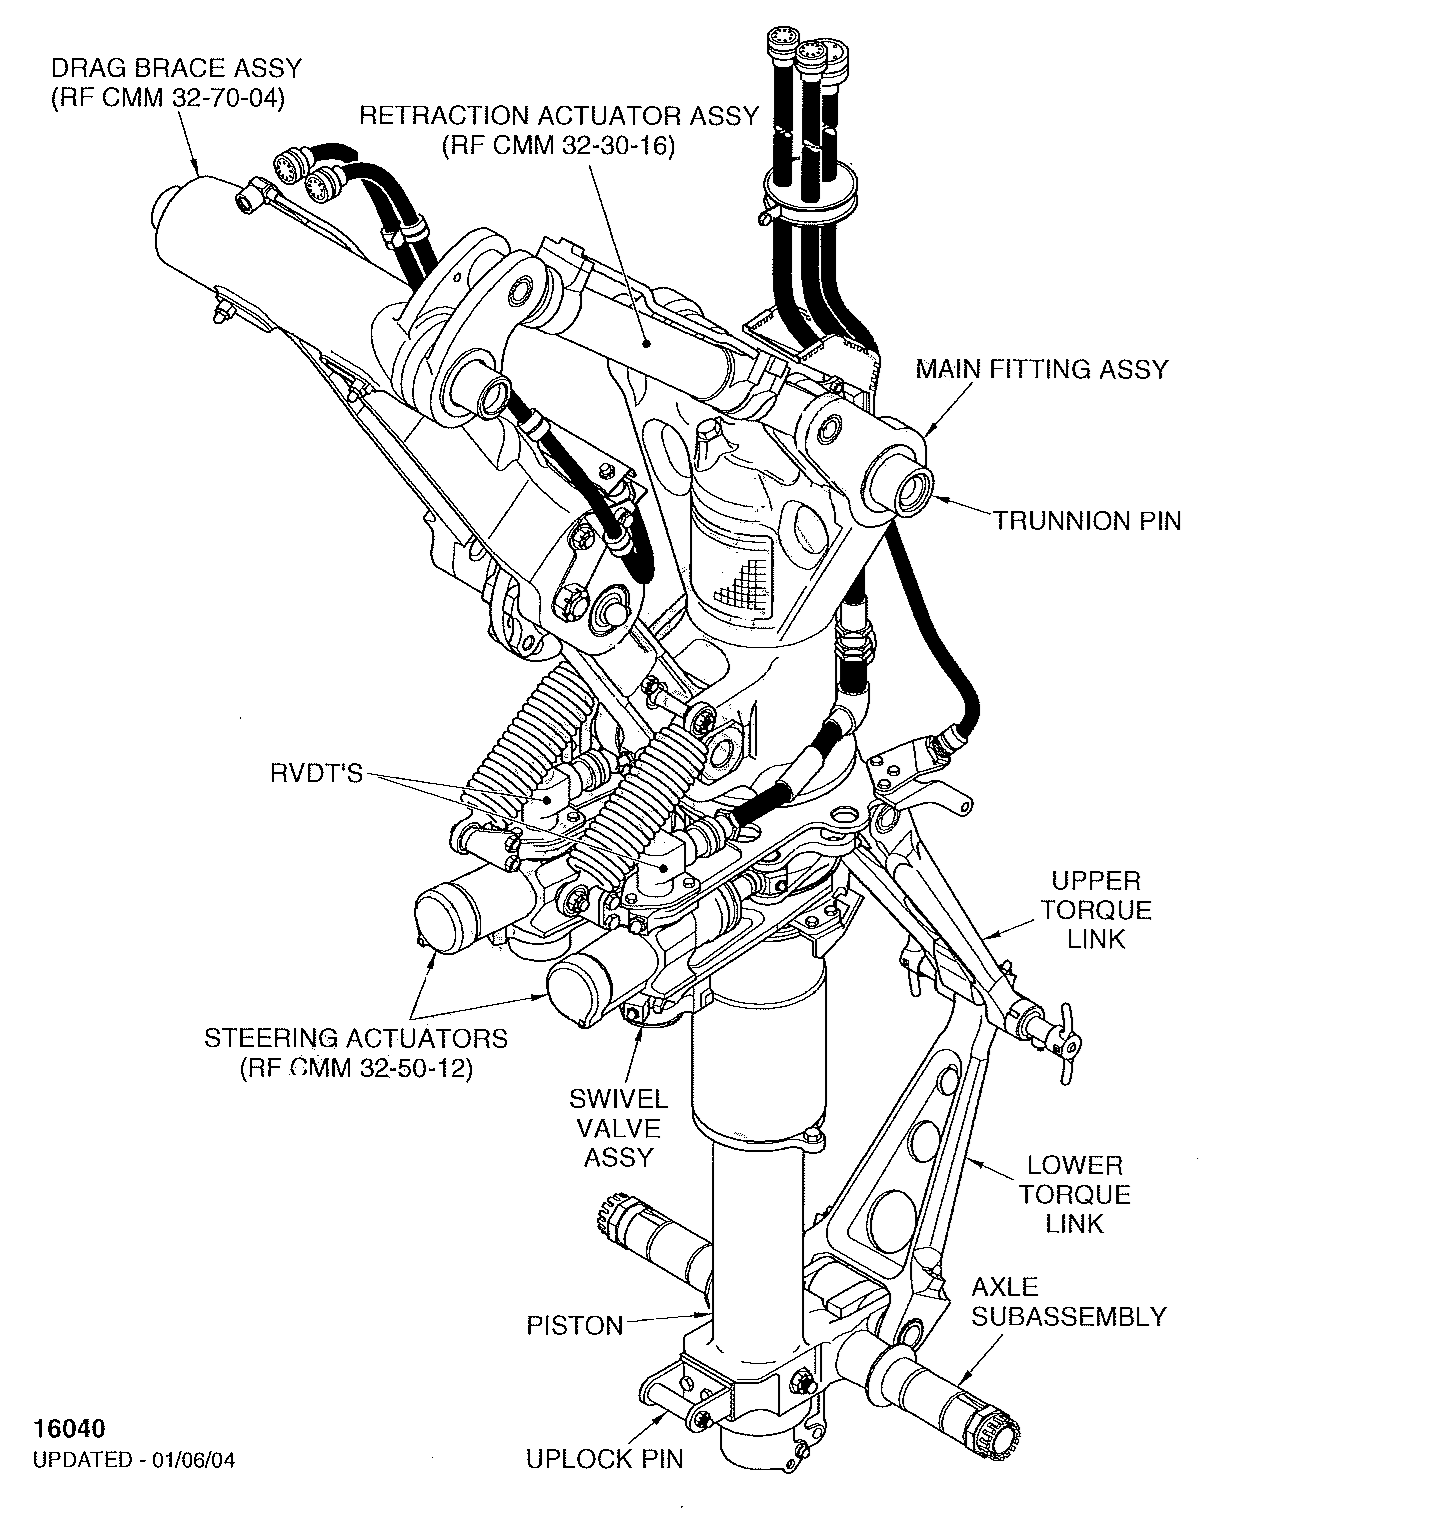 DRAG BRACE ASSY
(RF CMM 32-70-04)
RETRACTION ACTUATOR ASSY
(RF CMM 32-30-16)
MAIN FITTING ASSY
TRUNNION PIN
RVDT'S
UPPER
TORQUE
LINK
STEERING ACTUATORS
(RF CMM 32-50-12)
SWIVEL
VALVE
ASSY
LOWER
TORQUE
LINK
AXLE
SUBASSEMBLY
PISTON
UPLOCK PIN
16040
UPDATED - 01/06/04